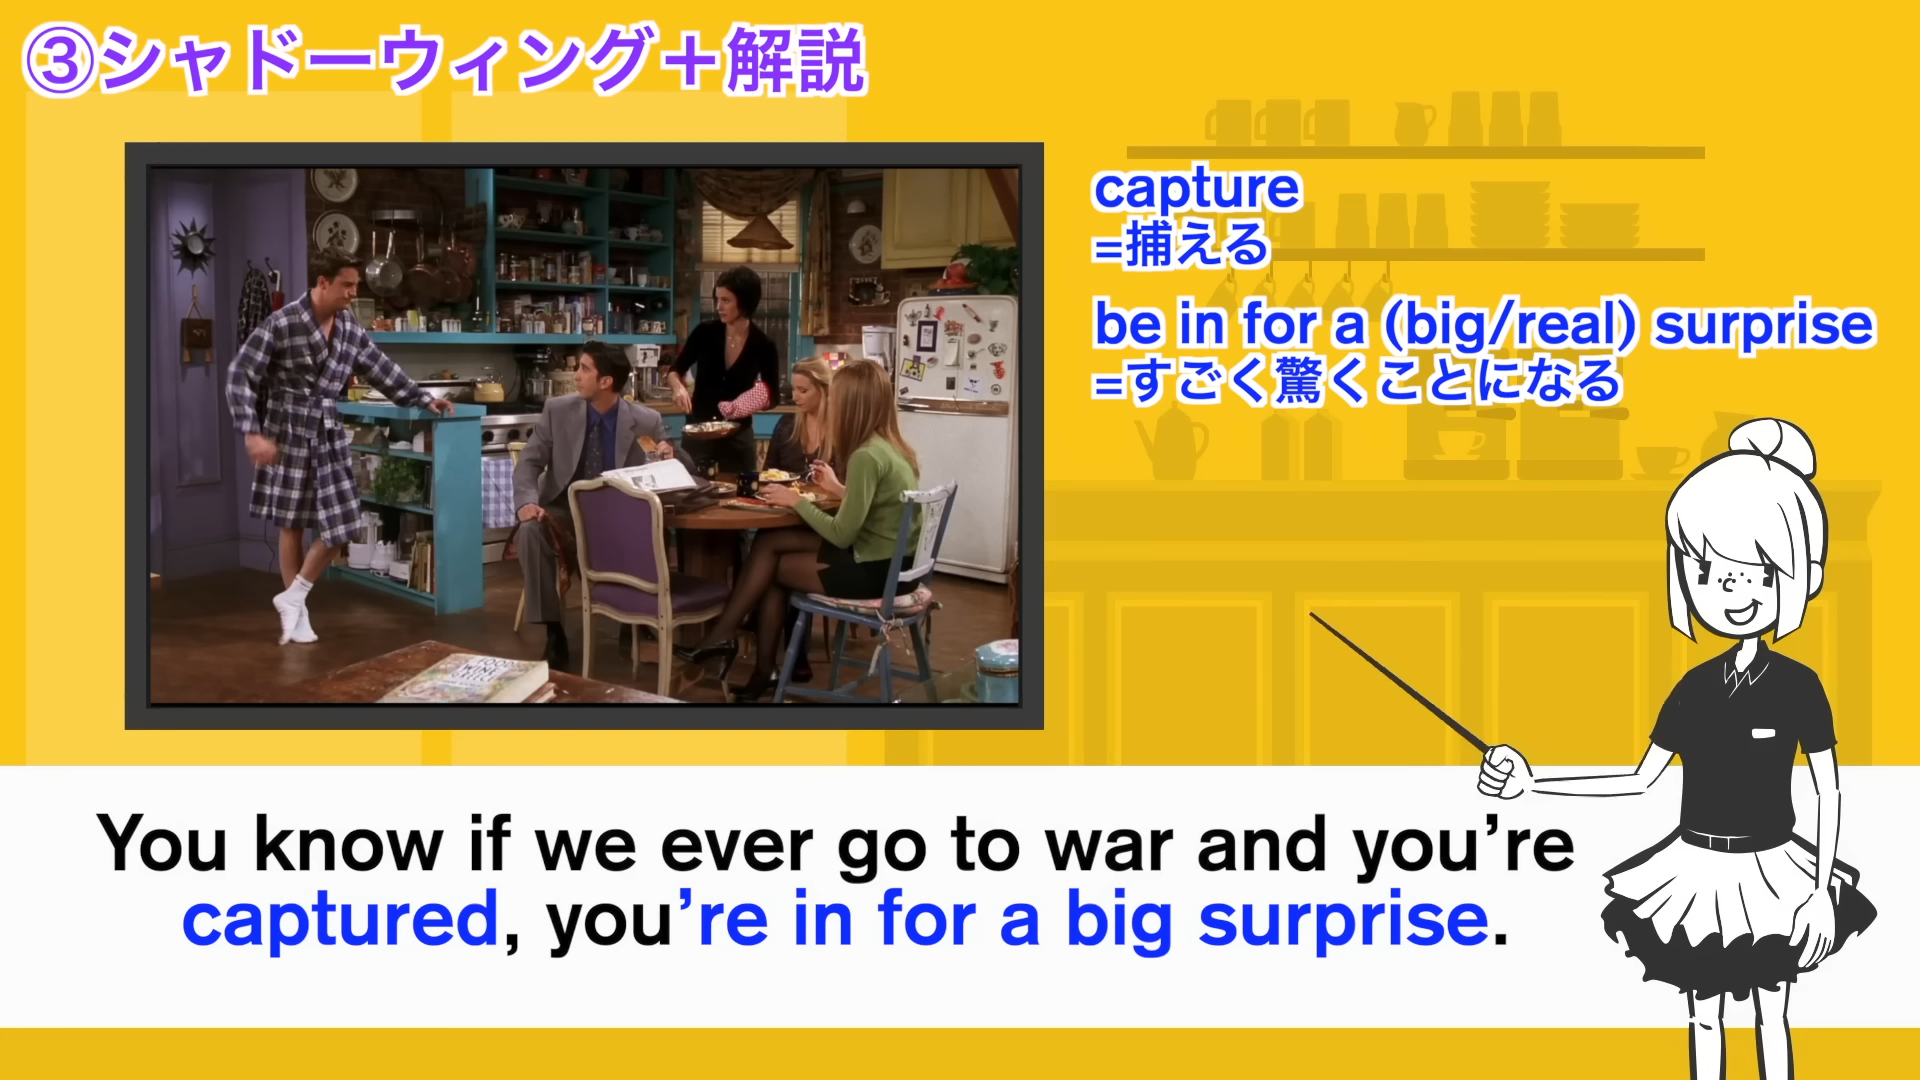 ③シャドーウィング＋解説
capture
=捕える
be in for a (big/real) surprise
=すごく驚くことになる
You know if we ever go to war and you’re
captured, you’re in for a big surprise.